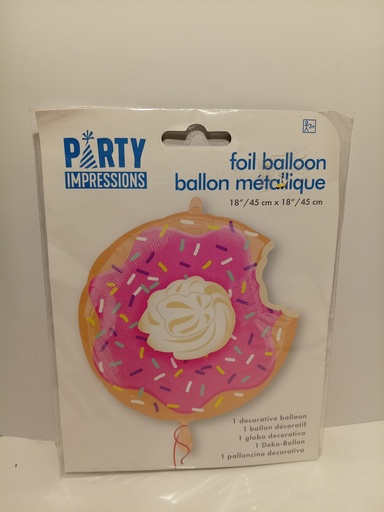 PARTY
IMPRESSIONS
3+
foil balloon
ballon métallique
18"/45 cm x 18"/45 cm
1 decorative balloon
1 ballon décoratif
1 globo decorativo
1 Deko-Ballon
1 palloncino decorativo